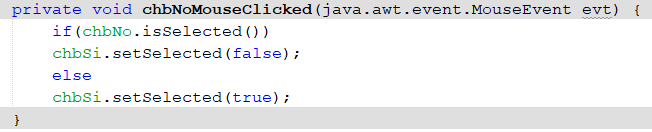 private void chbNoMouseClicked(java.awt.event.MouseEvent evt) {
if(chbNo.isSelected())
chbSi.setSelected(false);
else
chbSi.setSelected(true);
}